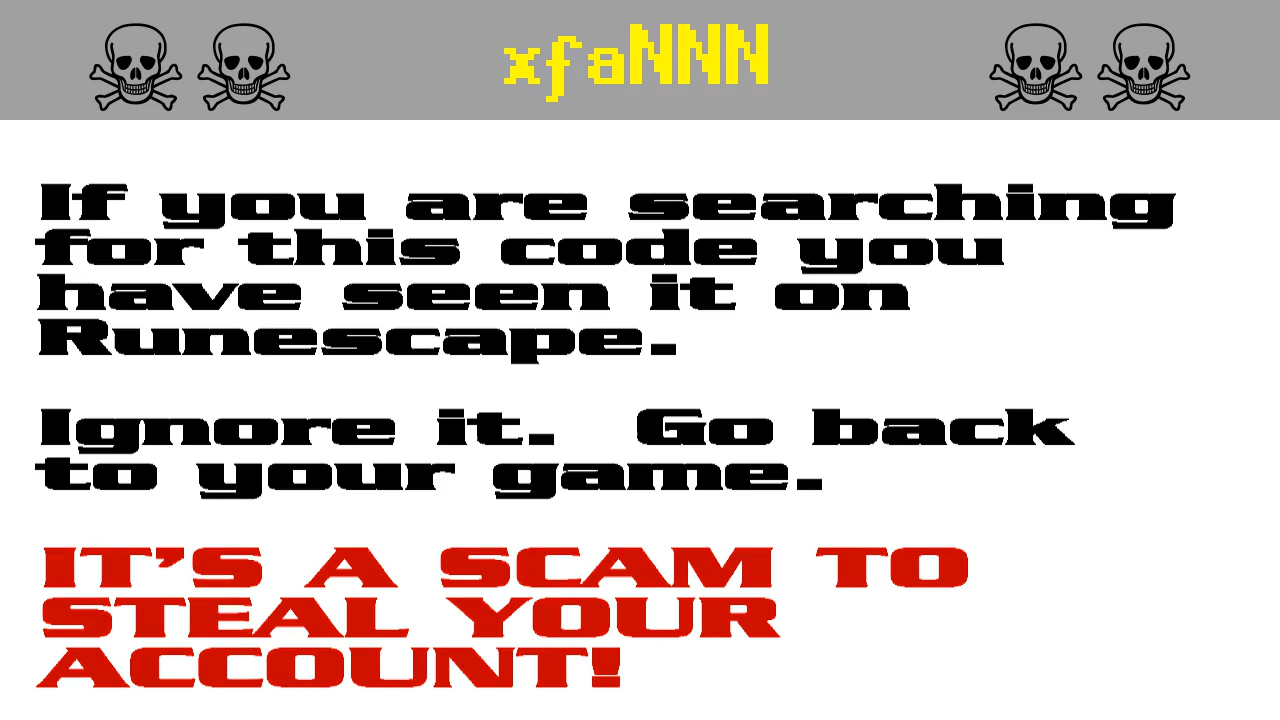 xfaNNN
If you are searching
for this code you
have seen it on
Runescape.
Ignore it. Go back
to your game.
IT'S A SCAM TO
STEAL YOUR
ACCOUNT!